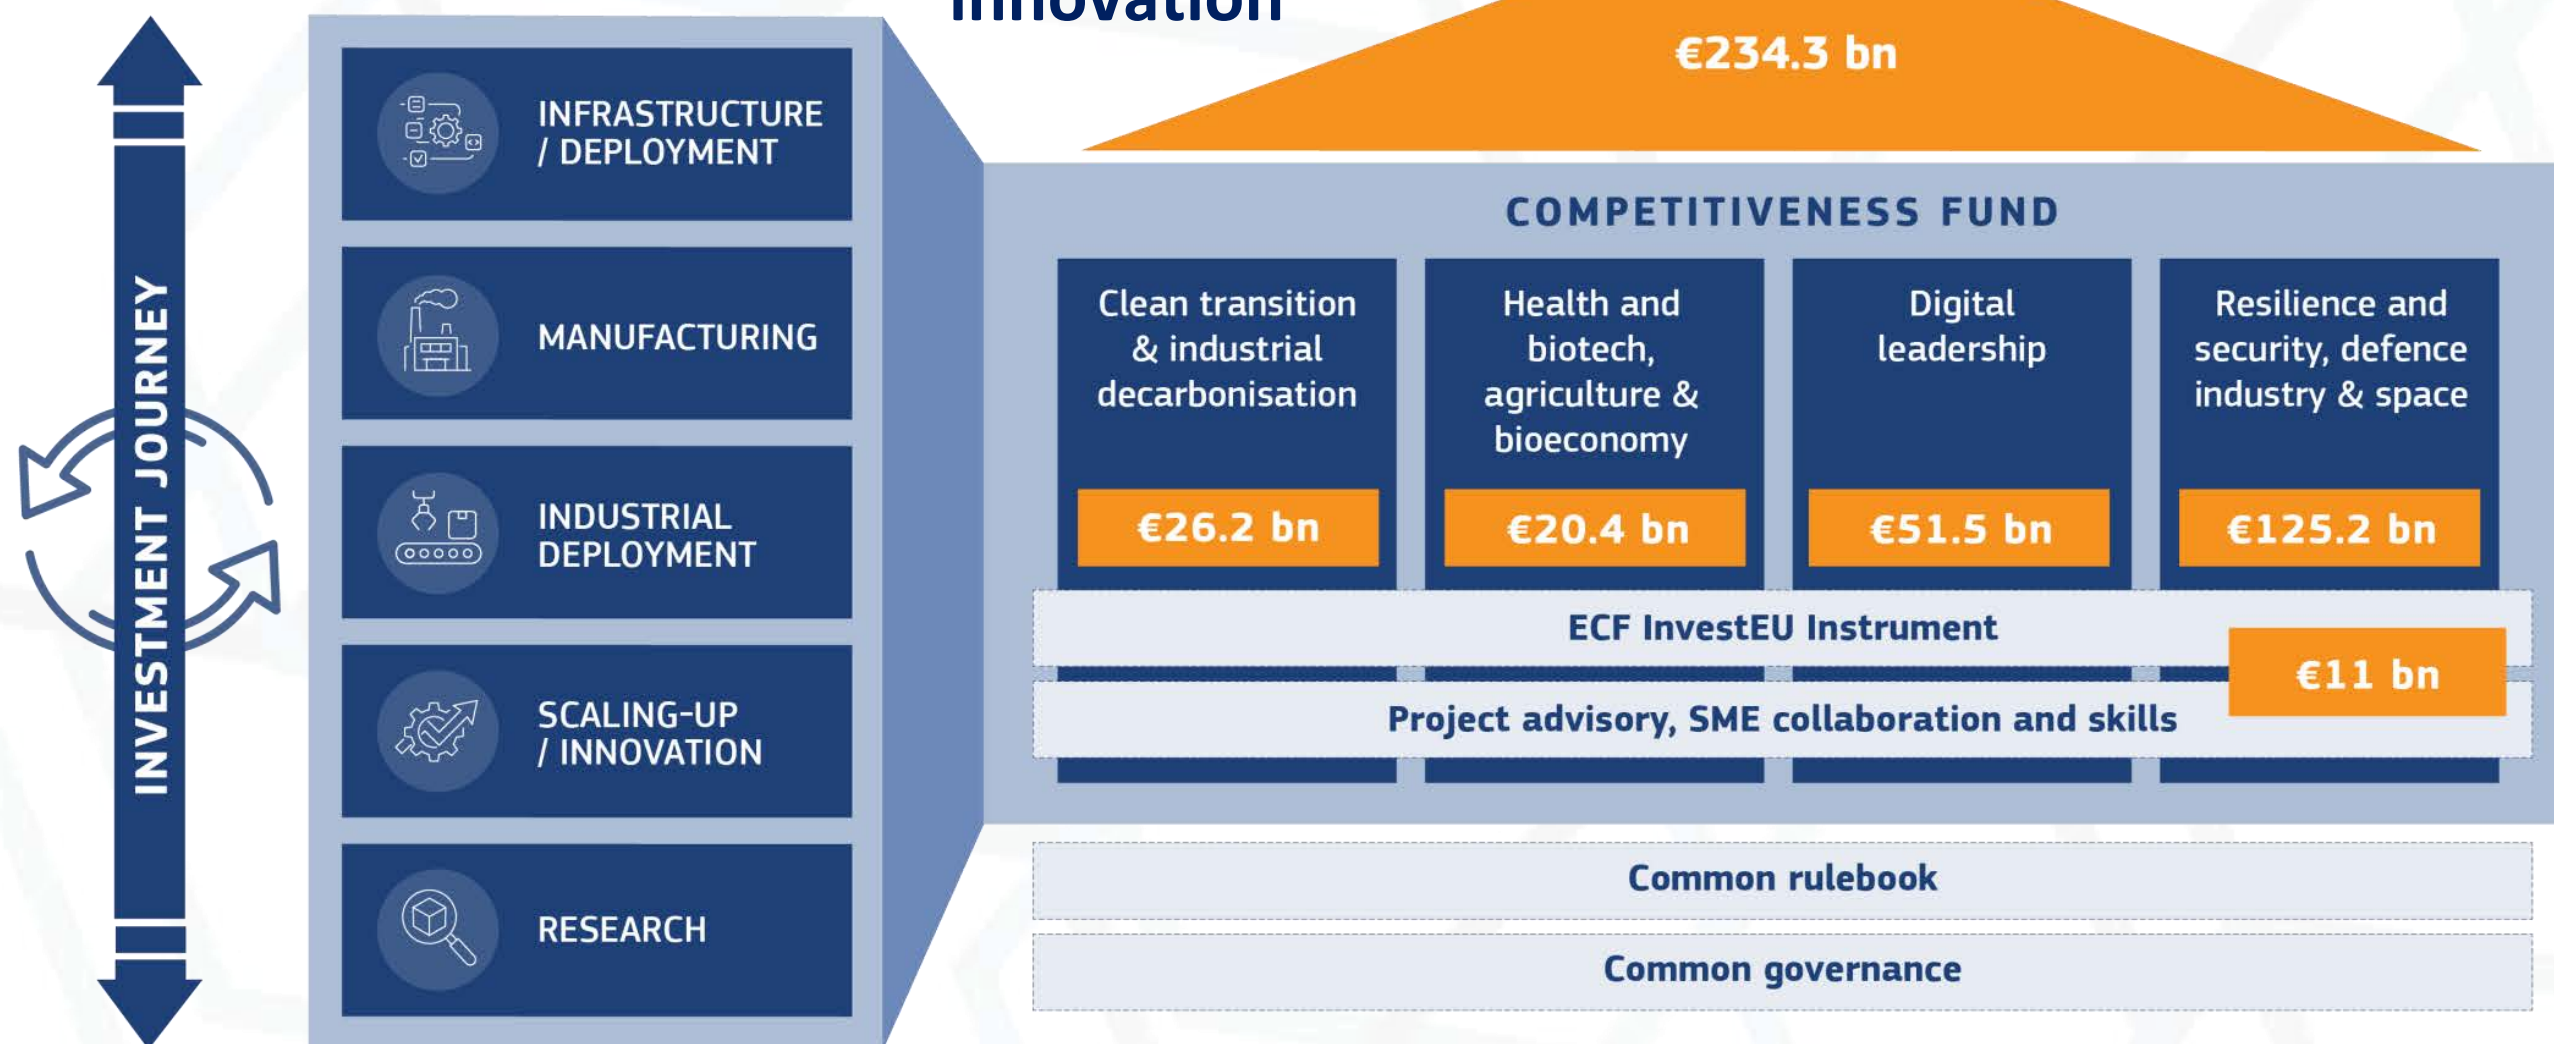 innovation
€234.3 bn
INVESTMENT JOURNEY
INFRASTRUCTURE
/ DEPLOYMENT
MANUFACTURING
INDUSTRIAL
DEPLOYMENT
SCALING-UP
/ INNOVATION
RESEARCH
COMPETITIVENESS FUND
Clean transition
& industrial
decarbonisation
€26.2 bn
Health and
biotech,
agriculture &
bioeconomy
€20.4 bn
Digital
leadership
€51.5 bn
Resilience and
security, defence
industry & space
€125.2 bn
ECF InvestEU Instrument
€11 bn
Project advisory, SME collaboration and skills
Common rulebook
Common governance